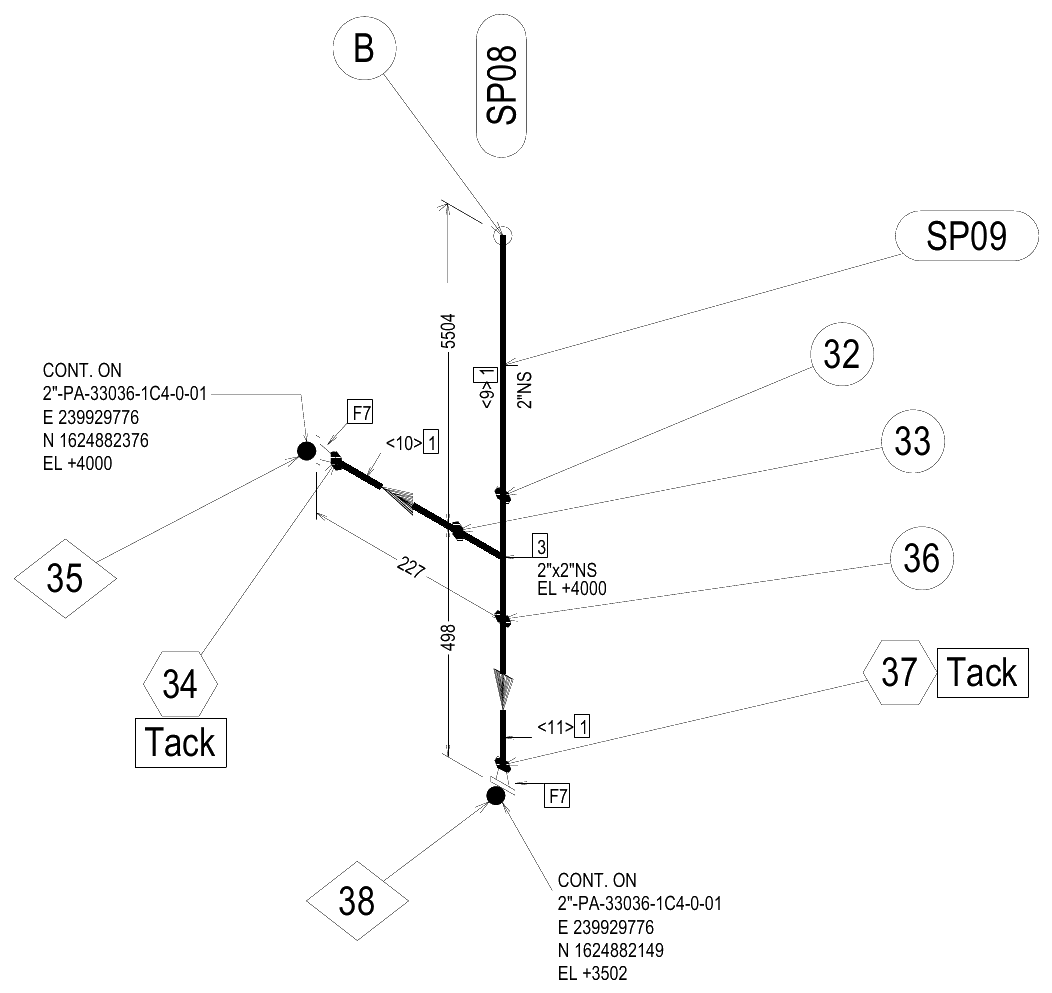 B
SP08
SP09
32
5504
<9> 1
2"NS
CONT. ON
2"-PA-33036-1C4-0-01
E 239929776
N 1624882376
EL +4000
F7
<10> 1
33
3
2"x2"NS
EL +4000
36
35
227
498
34
Tack
37 Tack
<11> 1
F7
38
CONT. ON
2"-PA-33036-1C4-0-01
E 239929776
N 1624882149
EL +3502